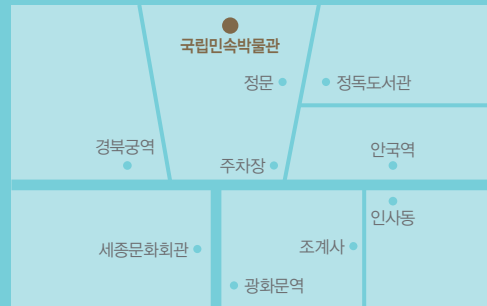 국립민속박물관
정문
정독도서관
경복궁역
주차장
안국역
인사동
세종문화회관
조계사
광화문역